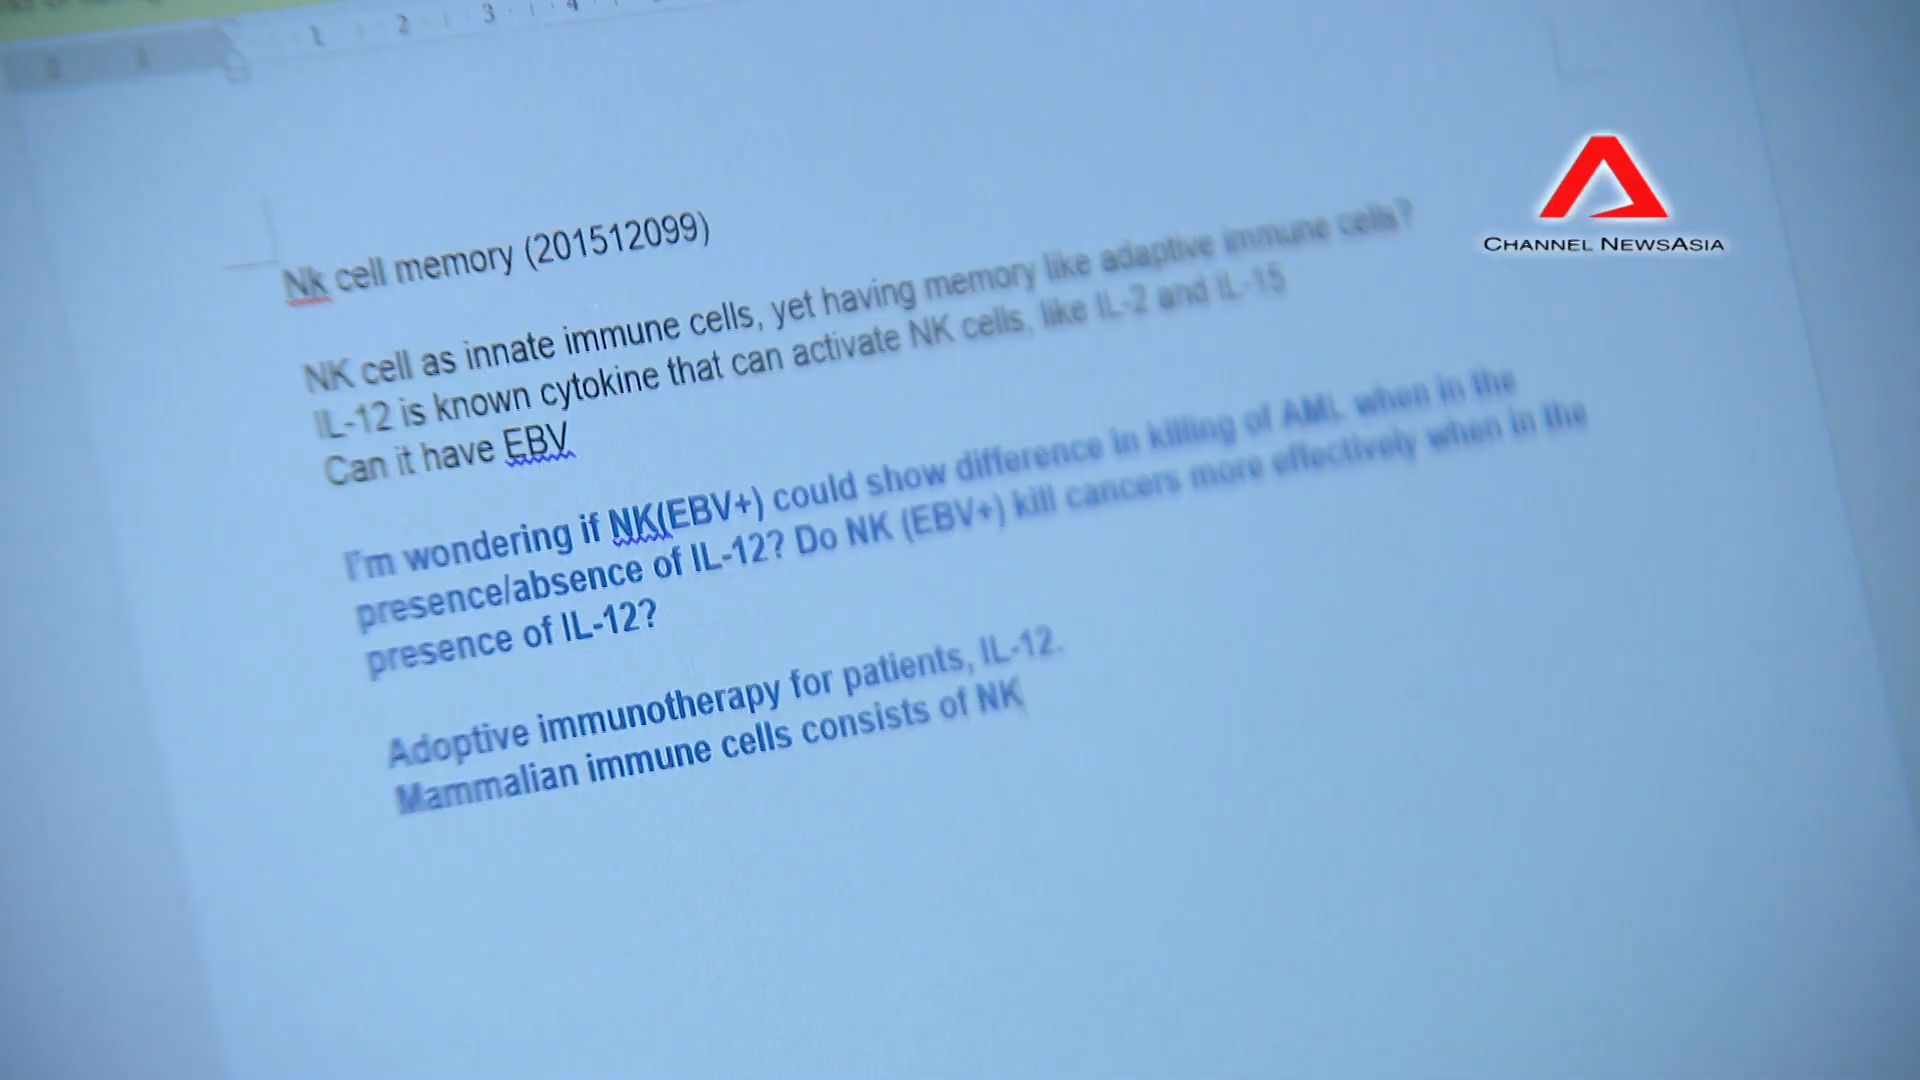 1 2 3 4
Nk cell memory (201512099)
NK cell as innate immune cells, yet having memory like adaptive immune cells?
IL-12 is known cytokine that can activate NK cells, like IL-2 and IL-15
Can it have EBV
I'm wondering if NK(EBV+) could show difference in killing of AML when in the
presence/absence of IL-12? Do NK (EBV+) kill cancers more effectively when in the
presence of IL-12?
Adoptive immunotherapy for patients, IL-12.
Mammalian immune cells consists of NK
CHANNEL NEWSASIA